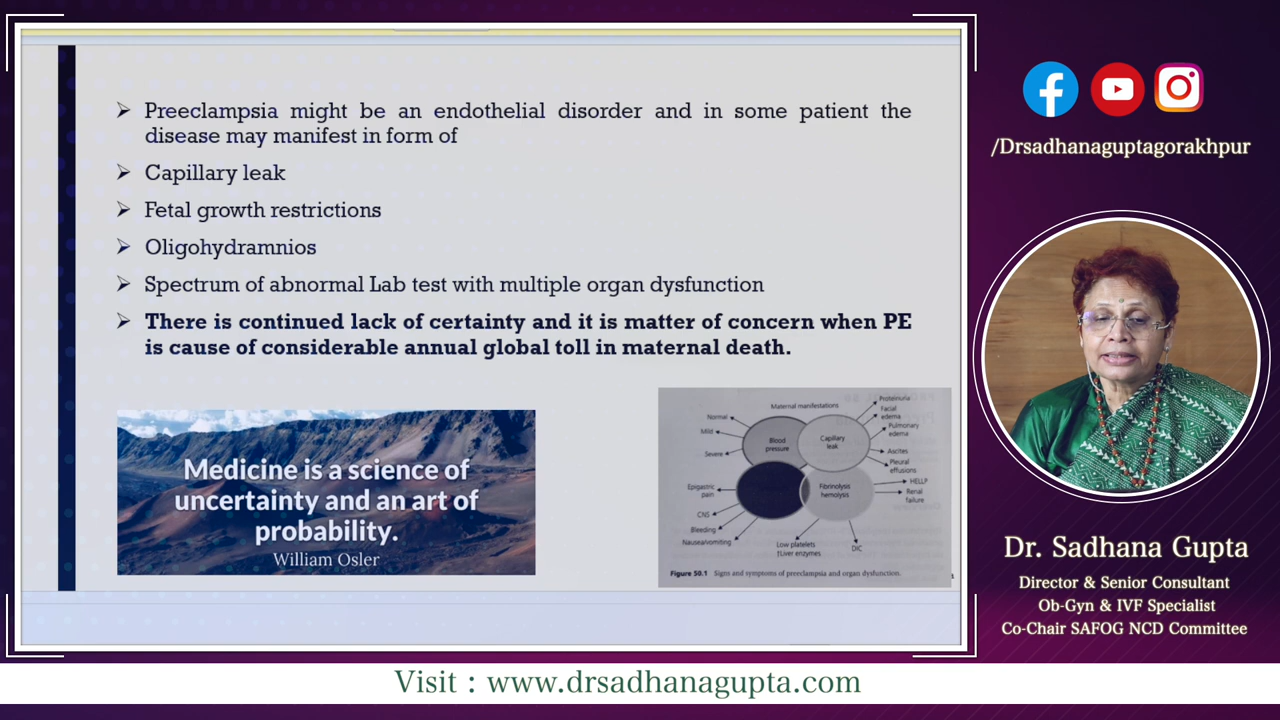 ➢ Preeclampsia might be an endothelial disorder and in some patient the
disease may manifest in form of
➢ Capillary leak
➢ Fetal growth restrictions
➢ Oligohydramnios
➢ Spectrum of abnormal Lab test with multiple organ dysfunction
➢ There is continued lack of certainty and it is matter of concern when PE
is cause of considerable annual global toll in maternal death.
Medicine is a science of
uncertainty and an art of
probability.
William Osler
Maternal manifestations
Normal
Mild
Severe
Blood
pressure
Capillary
leak
Proteinuria
Facial
edema
Pulmonary
edema
Ascites
Pleural
effusions
Epigastric
pain
CNS
Bleeding
Nausea/vomiting
Fibrinolysis
hemolysis
HELLP
Renal
failure
Low platelets
↑Liver enzymes
DIC
Figure 50.1 Signs and symptoms of preeclampsia and organ dysfunction.
/Drsadhanaguptagorakhpur
Dr. Sadhana Gupta
Director & Senior Consultant
Ob-Gyn & IVF Specialist
Co-Chair SAFOG NCD Committee
Visit : www.drsadhanagupta.com